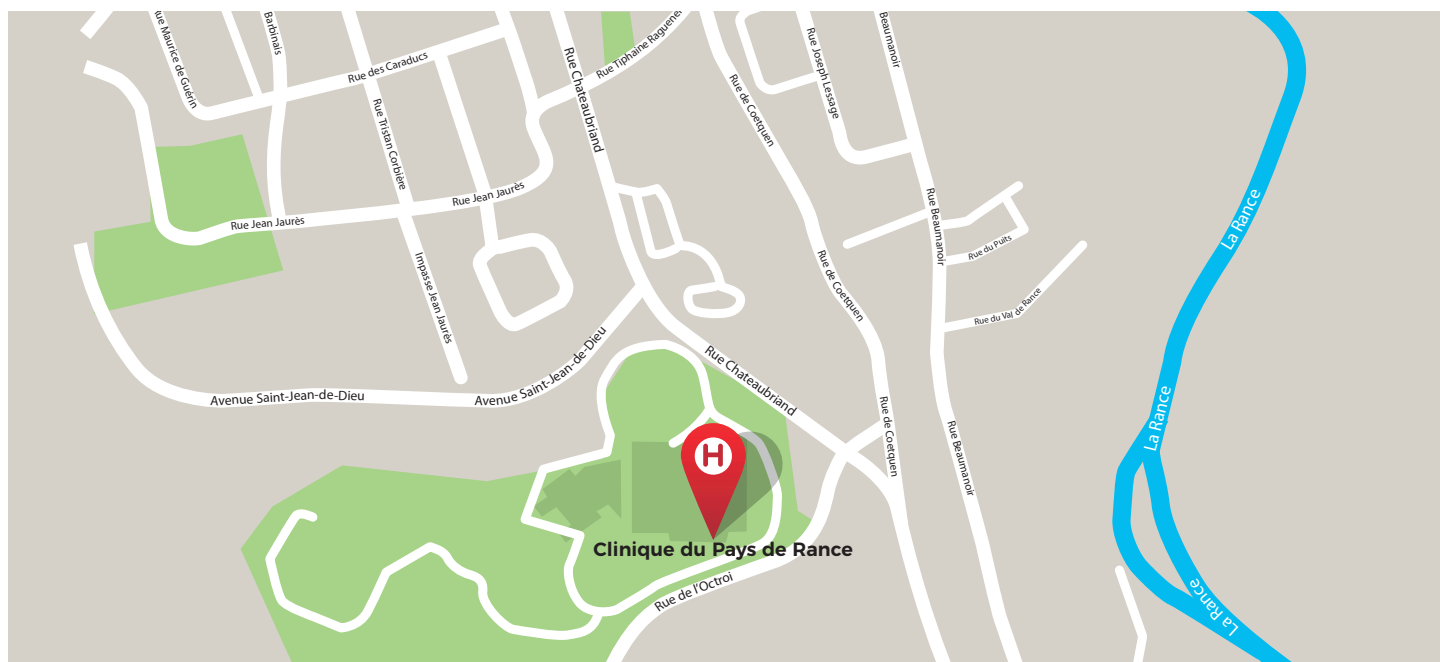 Rue Maurice de Guérin
Barbinais
Rue des Caraducs
Rue Tristan Corbière
Rue Chateaubriand
Rue Tiphaine Raguenel
Rue de Coetquen
Rue Joseph Lessage
Beaumanoir
Rue Jean Jaurès
Rue Jean Jaurès
Impasse Jean Jaurès
Rue Beaumanoir
Rue du Puits
Rue de Coetquen
Rue du Val de Rance
La Rance
Avenue Saint-Jean-de-Dieu
Avenue Saint-Jean-de-Dieu
Rue Chateaubriand
Rue de Coetquen
Rue Beaumanoir
La Rance
H
Clinique du Pays de Rance
Rue de l'Octroi
La Rance